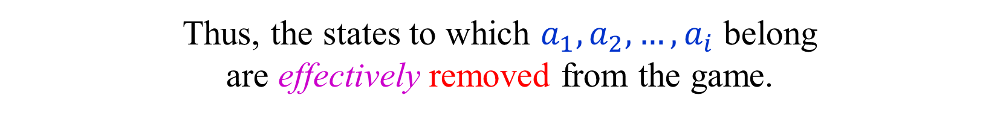 Thus, the states to which a₁, a₂, … , aᵢ belong
are effectively removed from the game.